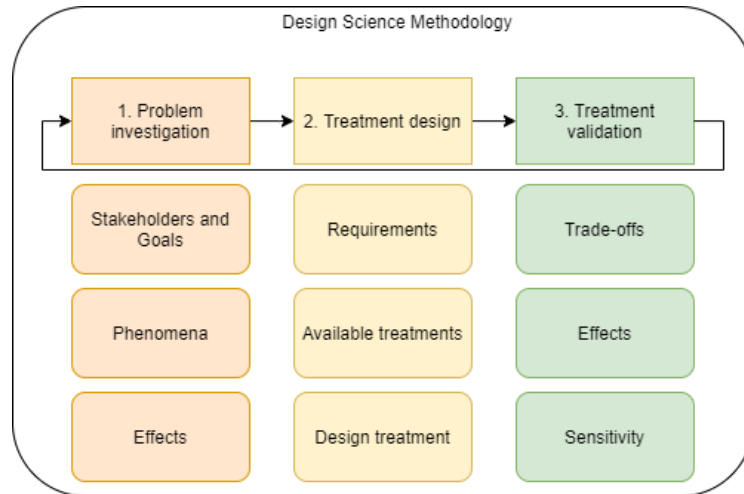 Design Science Methodology
1. Problem
investigation
2. Treatment design
3. Treatment
validation
Stakeholders and
Goals
Requirements
Trade-offs
Phenomena
Available treatments
Effects
Effects
Design treatment
Sensitivity